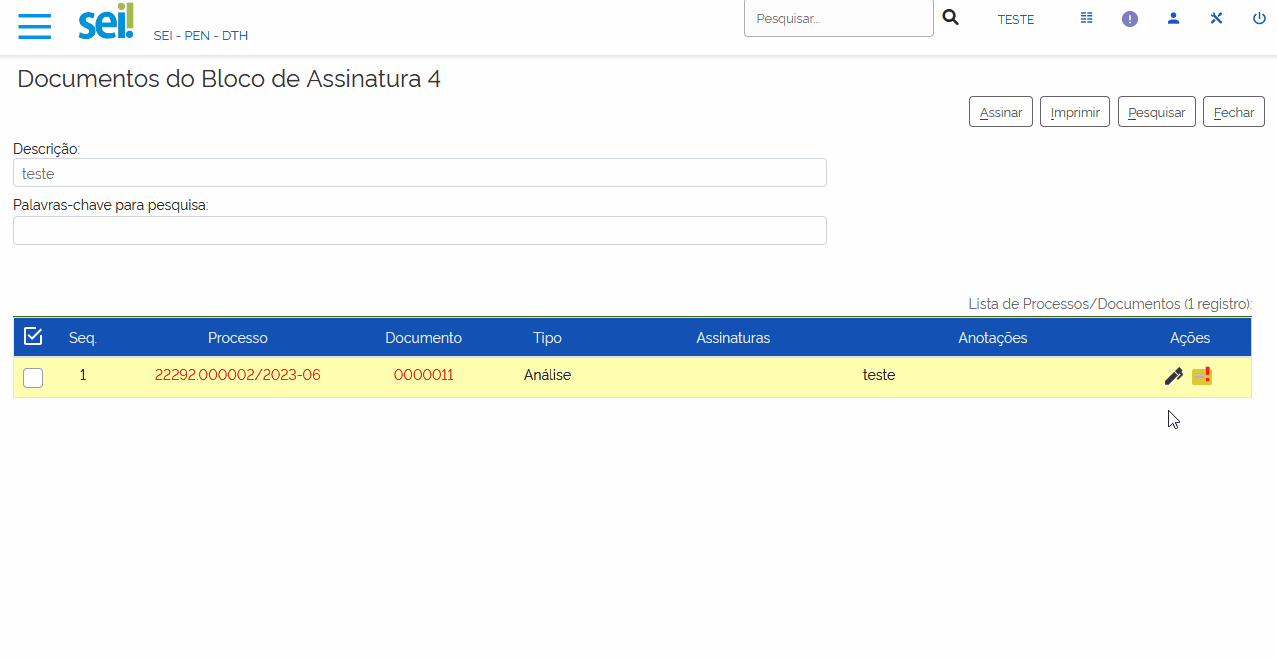 sei!
SEI - PEN - DTH
Pesquisar...
TESTE
Documentos do Bloco de Assinatura 4
Assinar Imprimir Pesquisar Fechar
Descrição:
teste
Palavras-chave para pesquisa:
Lista de Processos/Documentos (1 registro):
Seq. Processo Documento Tipo Assinaturas Anotações Ações
1 22292.000002/2023-06 0000011 Análise teste